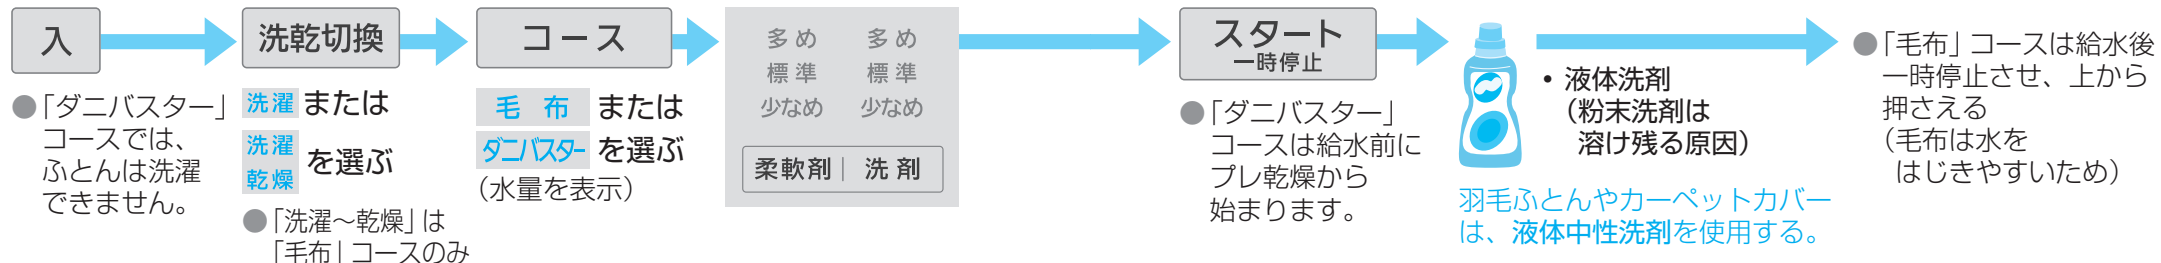 入
●「ダニバスター」
コースでは、
ふとんは洗濯
できません。
洗乾切換
洗濯 または
洗濯
乾燥 を選ぶ
●「洗濯～乾燥」は
「毛布」コースのみ
コース
毛布 または
ダニバスター を選ぶ
（水量を表示）
多め 多め
標準 標準
少なめ 少なめ
柔軟剤 | 洗剤
スタート
一時停止
●「ダニバスター」
コースは給水前に
プレ乾燥から
始まります。
・液体洗剤
（粉末洗剤は
溶け残る原因）
羽毛ふとんやカーペットカバー
は、液体中性洗剤を使用する。
●「毛布」コースは給水後
一時停止させ、上から
押さえる
（毛布は水を
はじきやすいため）